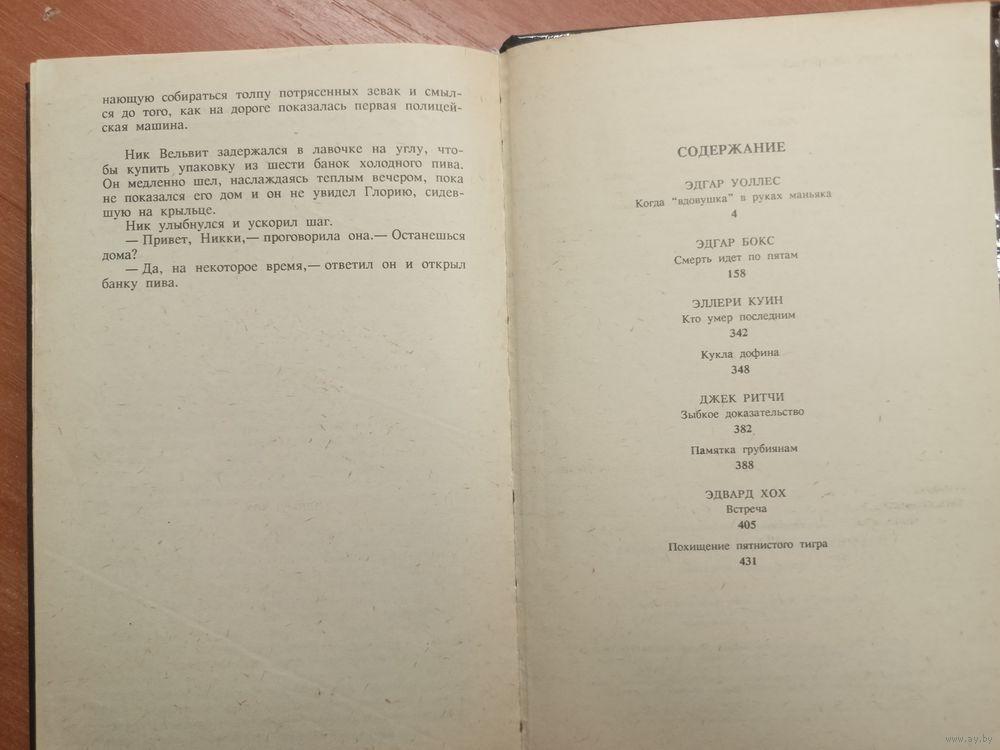 нающую собираться толпу потрясенных зевак и смыл-
ся до того, как на дороге показалась первая полицей-
ская машина.
Ник Вельвит задержался в лавочке на углу, что-
бы купить упаковку из шести банок холодного пива.
Он медленно шел, наслаждаясь теплым вечером, пока
не показался его дом и он не увидел Глорию, сидев-
шую на крыльце.
Ник улыбнулся и ускорил шаг.
— Привет, Никки,— проговорила она.— Останешься
дома?
— Да, на некоторое время,— ответил он и открыл
банку пива.
СОДЕРЖАНИЕ
ЭДГАР УОЛЛЕС
Когда "вдовушка" в руках маньяка
4
ЭДГАР БОКС
Смерть идет по пятам
158
ЭЛЛЕРИ КУИН
Кто умер последним
342
Кукла дофина
348
ДЖЕК РИТЧИ
Зыбкое доказательство
382
Памятка грубиянам
388
ЭДВАРД ХОХ
Встреча
405
Похищение пятнистого тигра
431
www.ay.by